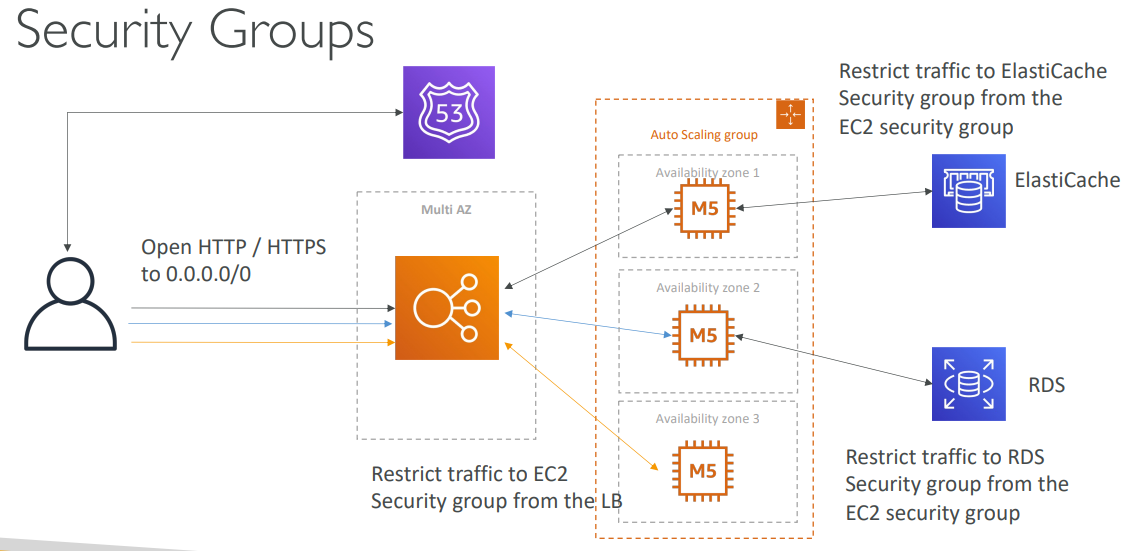 Security Groups
53
Restrict traffic to ElastiCache
Security group from the
EC2 security group
Auto Scaling group
Availability zone 1
M5
ElastiCache
Multi AZ
Open HTTP / HTTPS
to 0.0.0.0/0
Availability zone 2
M5
RDS
Availability zone 3
M5
Restrict traffic to EC2
Security group from the LB
Restrict traffic to RDS
Security group from the
EC2 security group